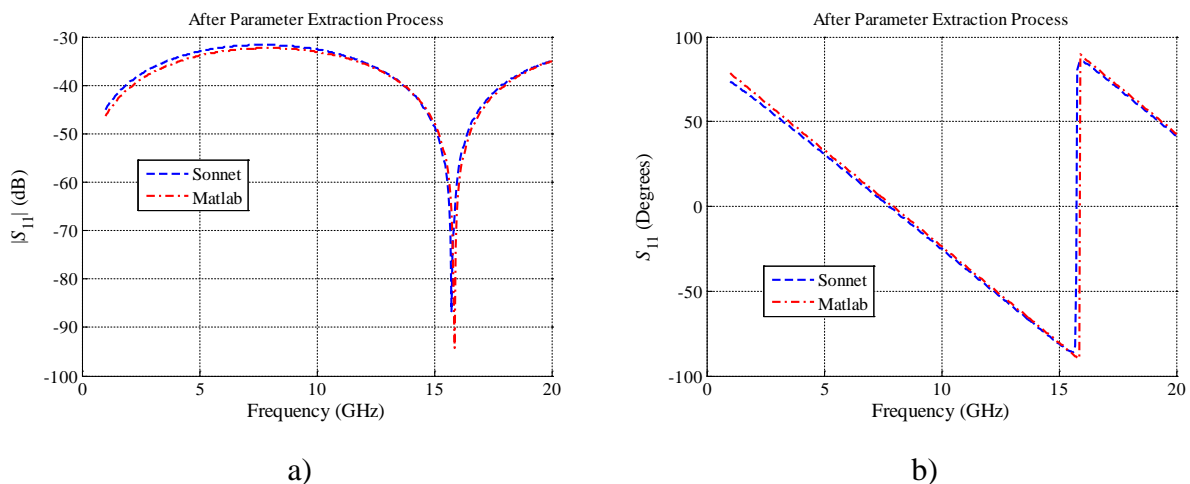 After Parameter Extraction Process
-30
-40
-50
-60
-70
-80
-90
-100
|S11| (dB)
Sonnet
Matlab
0
5
10
15
20
Frequency (GHz)
a)
After Parameter Extraction Process
100
50
0
-50
-100
S11 (Degrees)
Sonnet
Matlab
0
5
10
15
20
Frequency (GHz)
b)